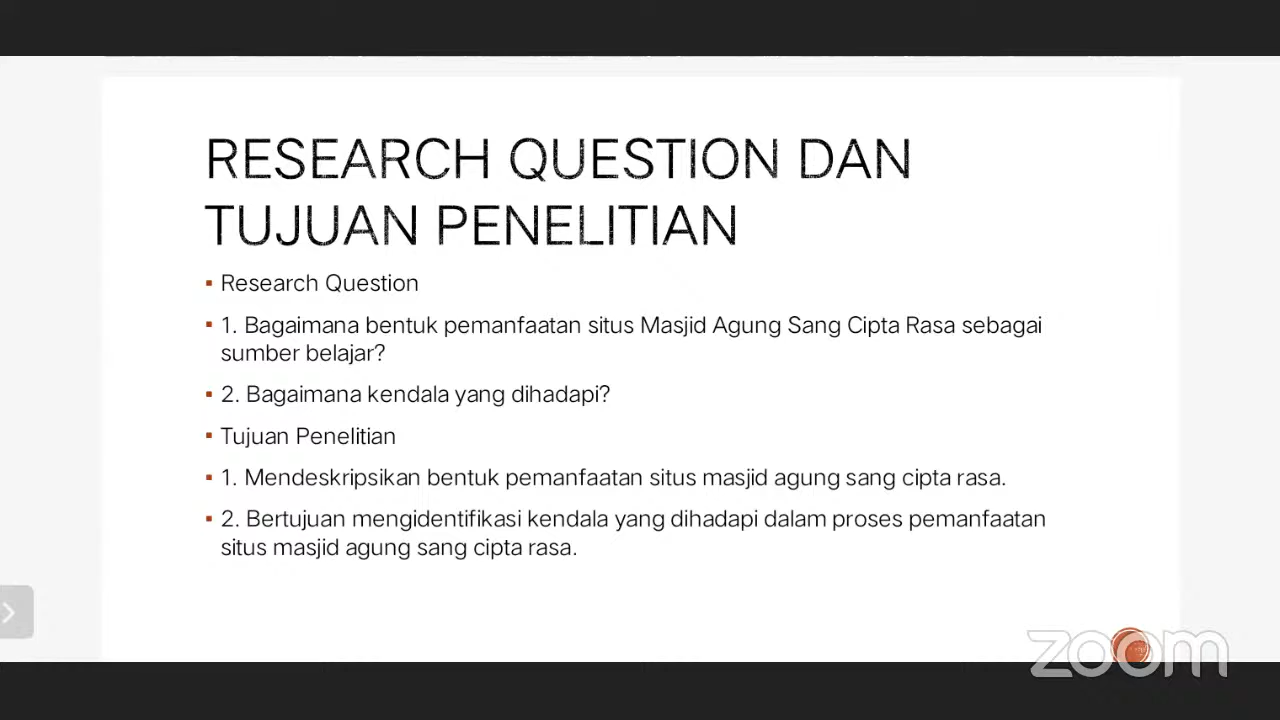 RESEARCH QUESTION DAN
TUJUAN PENELITIAN
Research Question
1. Bagaimana bentuk pemanfaatan situs Masjid Agung Sang Cipta Rasa sebagai
sumber belajar?
2. Bagaimana kendala yang dihadapi?
Tujuan Penelitian
1. Mendeskripsikan bentuk pemanfaatan situs masjid agung sang cipta rasa.
2. Bertujuan mengidentifikasi kendala yang dihadapi dalam proses pemanfaatan
situs masjid agung sang cipta rasa.
zoom